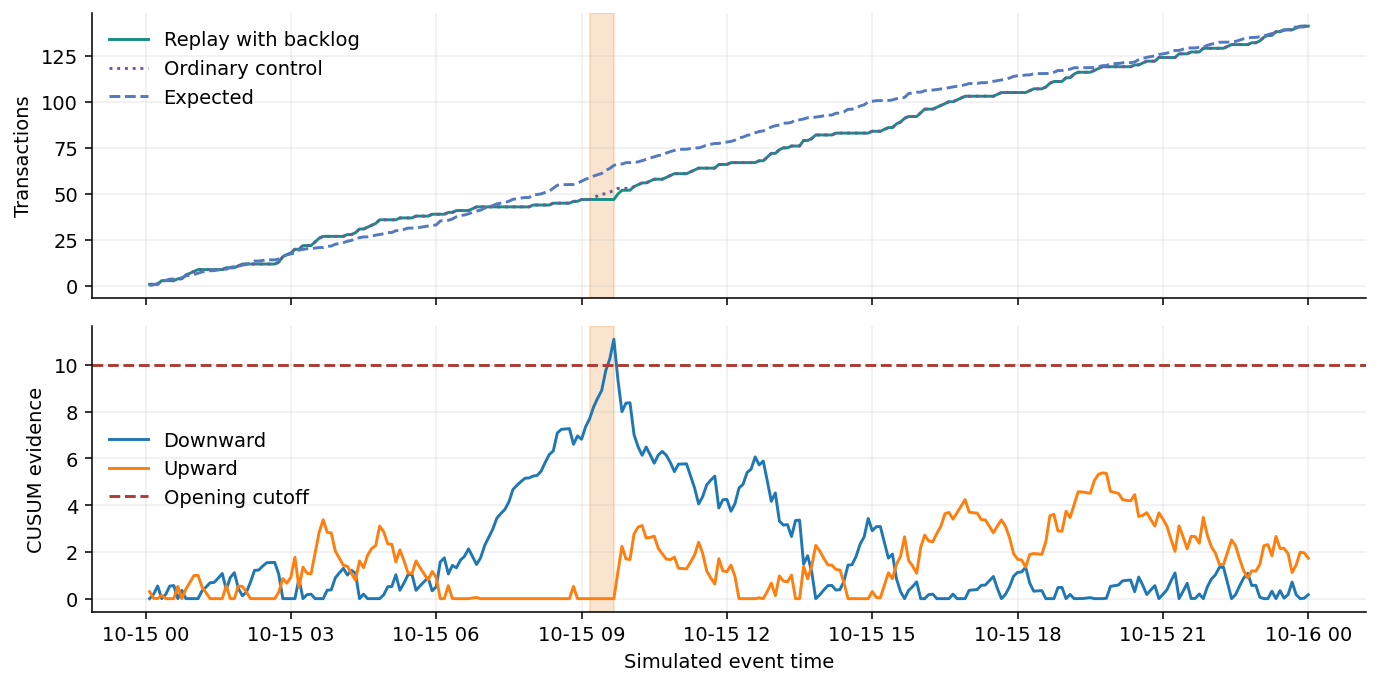 Transactions
125
100
75
50
25
0
Replay with backlog
Ordinary control
Expected
CUSUM evidence
10
8
6
4
2
0
Downward
Upward
Opening cutoff
10-15 00
10-15 03
10-15 06
10-15 09
10-15 12
10-15 15
10-15 18
10-15 21
10-16 00
Simulated event time